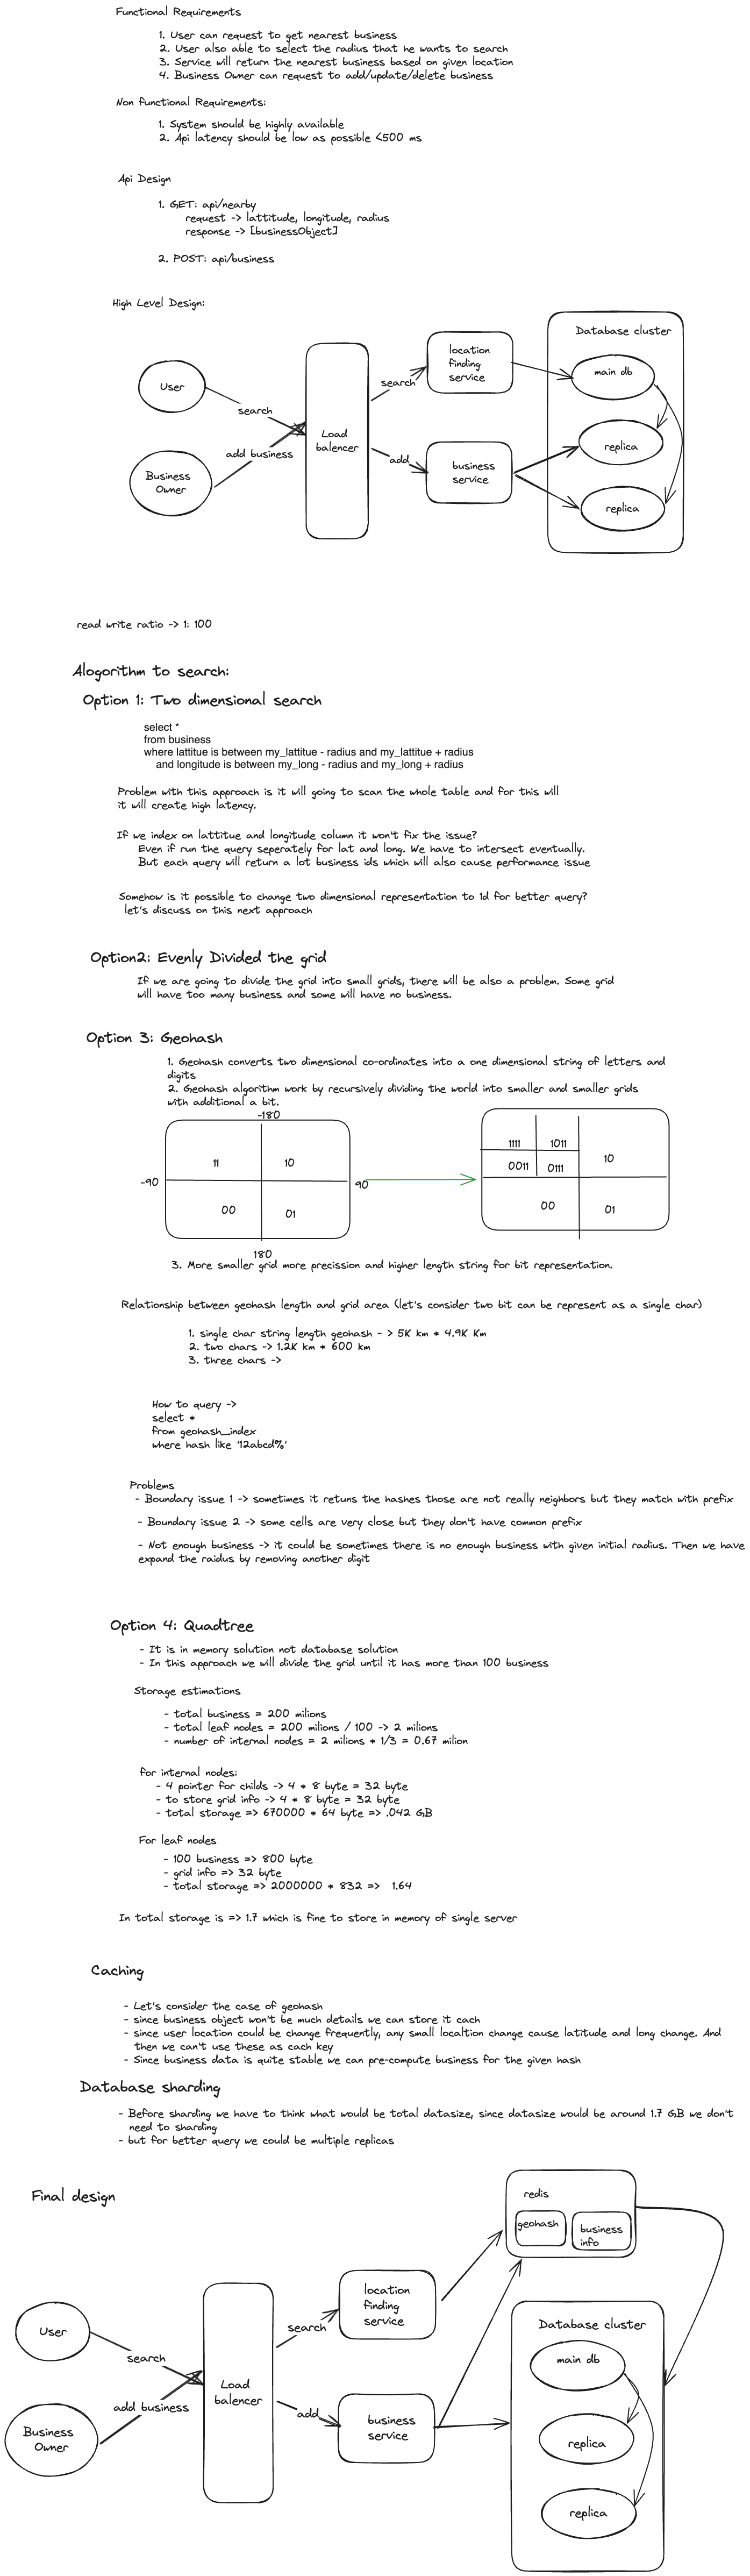 Functional Requirements
1. User can request to get nearest business
2. User also able to select the radius that he wants to search
3. Service will return the nearest business based on given location
4. Business Owner can request to add/update/delete business
Non functional Requirements:
1. System should be highly available
2. Api latency should be low as possible <500 ms
Api Design
1. GET: api/nearby
request -> lattitude, longitude, radius
response -> [businessObject]
2. POST: api/business
High Level Design:
Database cluster
location
finding
service
main db
User
search
search
Load
balencer
add business
replica
add
business
service
Business
Owner
replica
read write ratio -> 1: 100
Alogorithm to search:
Option 1: Two dimensional search
select *
from business
where lattitue is between my_lattitue - radius and my_lattitue + radius
and longitude is between my_long - radius and my_long + radius
Problem with this approach is it will going to scan the whole table and for this will
it will create high latency.
If we index on lattitue and longitude column it won't fix the issue?
Even if run the query seperately for lat and long. We have to intersect eventually.
But each query will return a lot business ids which will also cause performance issue
Somehow is it possible to change two dimensional representation to 1d for better query?
let's discuss on this next approach
Option2: Evenly Divided the grid
If we are going to divide the grid into small grids, there will be also a problem. Some grid
will have too many business and some will have no business.
Option 3: Geohash
1. Geohash converts two dimensional co-ordinates into a one dimensional string of letters and
digits
2. Geohash algorithm work by recursively dividing the world into smaller and smaller grids
with additional a bit.
-180
11
10
1111
1011
0011
0111
10
-90
90
00
01
00
01
180
3. More smaller grid more precission and higher length string for bit representation.
Relationship between geohash length and grid area (let's consider two bit can be represent as a single char)
1. single char string length geohash - > 5K km * 4.9K Km
2. two chars -> 1.2K km * 600 km
3. three chars ->
How to query ->
select *
from geohash_index
where hash like '12abcd%'
Problems
- Boundary issue 1 -> sometimes it retuns the hashes those are not really neighbors but they match with prefix
- Boundary issue 2 -> some cells are very close but they don't have common prefix
- Not enough business -> it could be sometimes there is no enough business with given initial radius. Then we have
expand the raidus by removing another digit
Option 4: Quadtree
- It is in memory solution not database solution
- In this approach we will divide the grid until it has more than 100 business
Storage estimations
- total business = 200 milions
- total leaf nodes = 200 milions / 100 -> 2 milions
- number of internal nodes = 2 milions * 1/3 = 0.67 milion
for internal nodes:
- 4 pointer for childs -> 4 * 8 byte = 32 byte
- to store grid info -> 4 * 8 byte = 32 byte
- total storage => 670000 * 64 byte => .042 GB
For leaf nodes
- 100 business => 800 byte
- grid info => 32 byte
- total storage => 2000000 * 832 => 1.64
In total storage is => 1.7 which is fine to store in memory of single server
Caching
- Let's consider the case of geohash
- since business object won't be much details we can store it cach
- since user location could be change frequently, any small localtion change cause latitude and long change. And
then we can't use these as cach key
- Since business data is quite stable we can pre-compute business for the given hash
Database sharding
- Before sharding we have to think what would be total datasize, since datasize would be around 1.7 GB we don't
need to sharding
- but for better query we could be multiple replicas
Final design
redis
geohash
business
info
location
finding
service
Database cluster
User
search
search
main db
Load
balencer
add business
add
business
service
Business
Owner
replica
replica